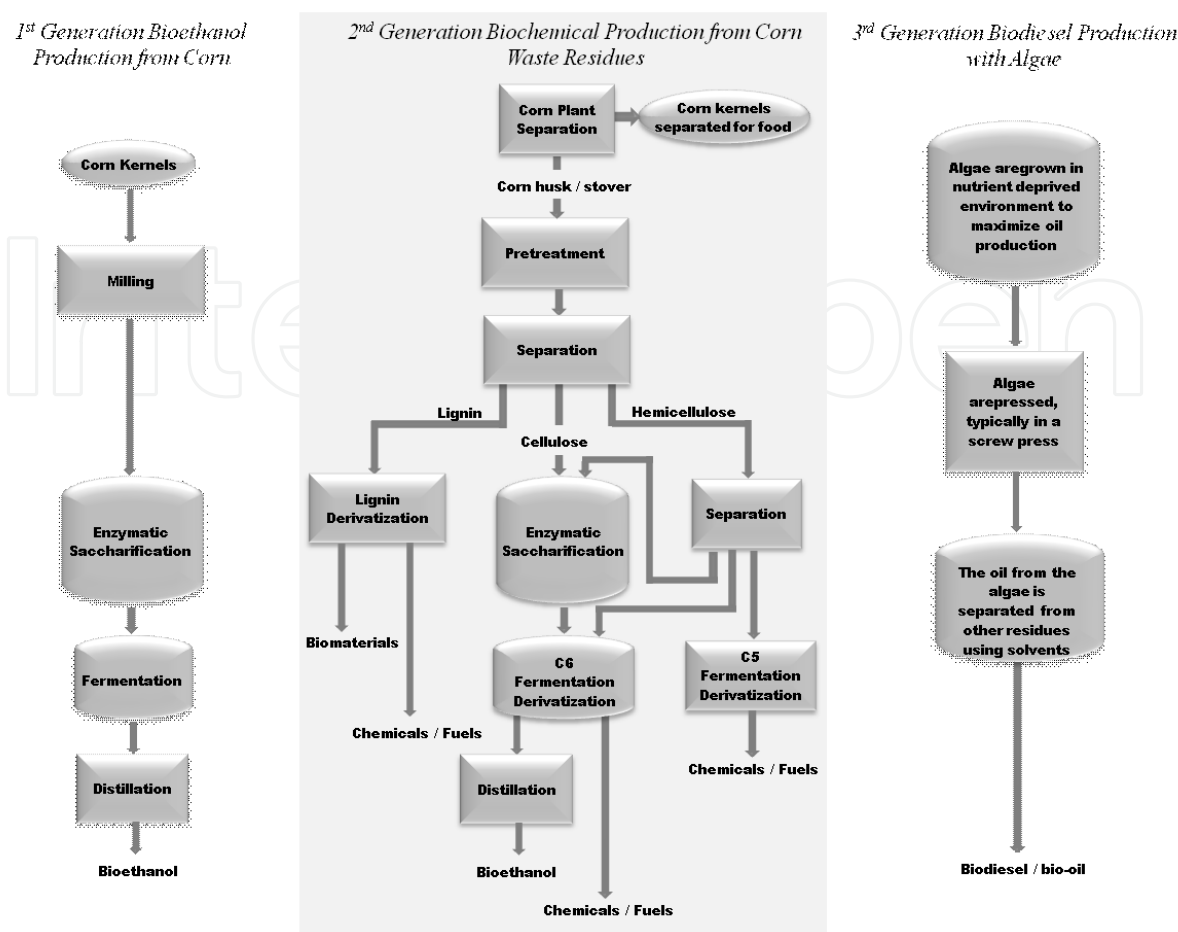 1st Generation Bioethanol
Production from Corn
Corn Kernels
Milling
Enzymatic
Saccharification
Fermentation
Distillation
Bioethanol
2nd Generation Biochemical Production from Corn
Waste Residues
Corn Plant
Separation
Corn kernels
separated for food
Corn husk / stover
Pretreatment
Separation
Lignin
Cellulose
Hemicellulose
Lignin
Derivatization
Enzymatic
Saccharification
Separation
Biomaterials
Chemicals / Fuels
C6
Fermentation
Derivatization
C5
Fermentation
Derivatization
Chemicals / Fuels
Distillation
Bioethanol
Chemicals / Fuels
3rd Generation Biodiesel Production
with Algae
Algae aregrown in
nutrient deprived
environment to
maximize oil
production
Algae
arepressed,
typically in a
screw press
The oil from the
algae is
separated from
other residues
using solvents
Biodiesel / bio-oil